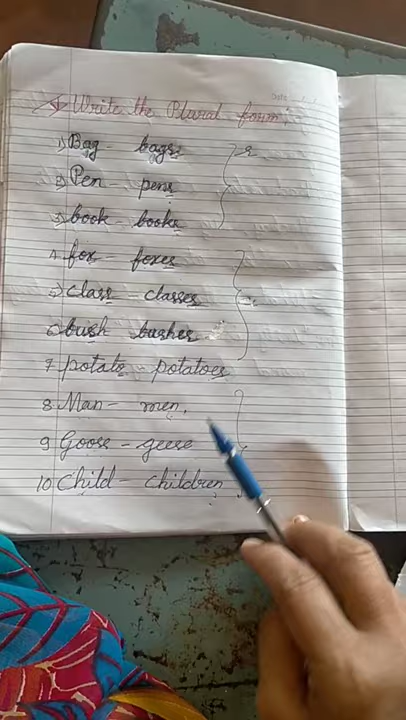 Write the Plural form.
1) Bag - bags
2) Pen - pens
3) book - books
4 fox - foxes
5) class - classes
6 bush bushes
7 potato - potatoes
8 Man - men.
9 Goose - geese
10 Child - children